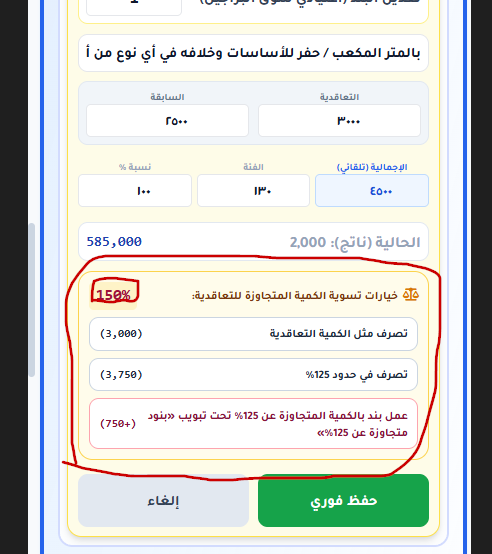 بالمتر المكعب / حفر للأساسات وخلافه في أي نوع من أ
التعاقدية
السابقة
٣٠٠٠
٢٥٠٠
الإجمالية (تلقائي)
الفئة
نسبة %
٤٥٠٠
١٣٠
١٠٠
الحالية (ناتج): 2,000
585,000
خيارات تسوية الكمية المتجاوزة للتعاقدية:
150%
تصرف مثل الكمية التعاقدية
(3,000)
تصرف في حدود 125%
(3,750)
عمل بند بالكمية المتجاوزة عن 125% تحت تبويب «بنود
متجاوزة عن 125%»
(+750)
حفظ فوري
إلغاء